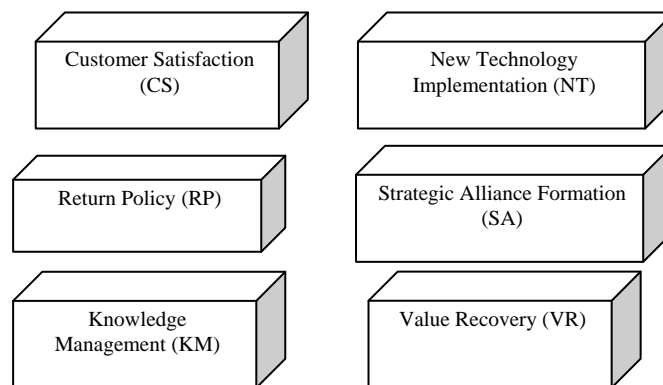 Customer Satisfaction
(CS)
New Technology
Implementation (NT)
Return Policy (RP)
Strategic Alliance Formation
(SA)
Knowledge
Management (KM)
Value Recovery (VR)